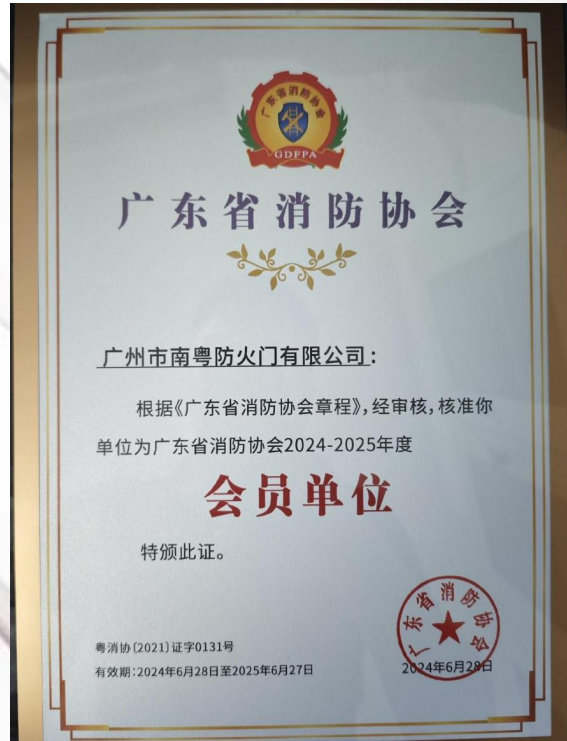 广东省消防协会
GDFPA
广东省消防协会
广州市南粤防火门有限公司：
根据《广东省消防协会章程》，经审核，核准你
单位为广东省消防协会2024-2025年度
会员单位
特颁此证。
粤消协（2021）证字0131号
有效期：2024年6月28日至2025年6月27日
广东省消防协会
2024年6月28日